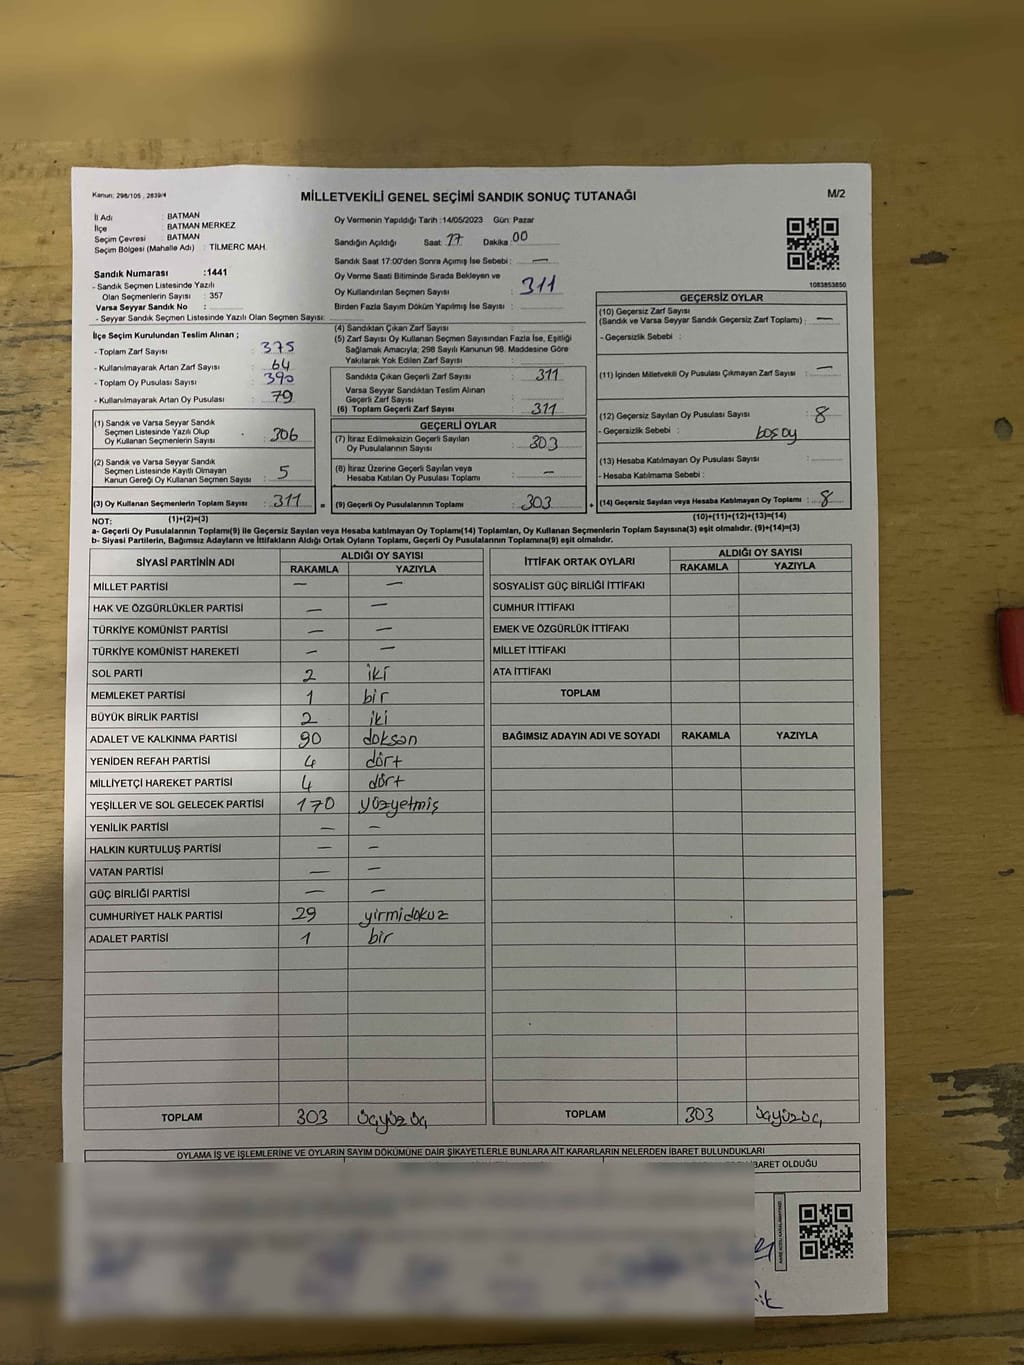 Kanun: 298/105 , 2839/4
MİLLETVEKİLİ GENEL SEÇİMİ SANDIK SONUÇ TUTANAĞI
M/2
İl Adı : BATMAN
İlçe : BATMAN MERKEZ
Seçim Çevresi : BATMAN
Seçim Bölgesi (Mahalle Adı) : TİLMERC MAH.
Sandık Numarası :1441
- Sandık Seçmen Listesinde Yazılı
Olan Seçmenlerin Sayısı : 357
Varsa Seyyar Sandık No :
- Seyyar Sandık Seçmen Listesinde Yazılı Olan Seçmen Sayısı:
Oy Vermenin Yapıldığı Tarih :14/05/2023 Gün: Pazar
Sandığın Açıldığı Saat: 17 Dakika: 00
Sandık Saat 17:00'den Sonra Açımış İse Sebebi : —
Oy Verme Saati Bitiminde Sırada Bekleyen ve
Oy Kullandırılan Seçmen Sayısı : 311
Birden Fazla Sayım Döküm Yapılmış İse Sayısı :
1083853850
İlçe Seçim Kurulundan Teslim Alınan ;
- Toplam Zarf Sayısı : 375
- Kullanılmayarak Artan Zarf Sayısı : 64
- Toplam Oy Pusulası Sayısı : 390
- Kullanılmayarak Artan Oy Pusulası : 79
(1) Sandık ve Varsa Seyyar Sandık
Seçmen Listesinde Yazılı Olup
Oy Kullanan Seçmenlerin Sayısı : 306
(2) Sandık ve Varsa Seyyar Sandık
Seçmen Listesinde Kayıtlı Olmayan
Kanun Gereği Oy Kullanan Seçmen Sayısı : 5
(3) Oy Kullanan Seçmenlerin Toplam Sayısı : 311
(1)+(2)=(3)
(4) Sandıktan Çıkan Zarf Sayısı :
(5) Zarf Sayısı Oy Kullanan Seçmen Sayısından Fazla İse, Eşitliği
Sağlamak Amacıyla; 298 Sayılı Kanunun 98. Maddesine Göre
Yakılarak Yok Edilen Zarf Sayısı :
Sandıkta Çıkan Geçerli Zarf Sayısı : 311
Varsa Seyyar Sandıktan Teslim Alınan
Geçerli Zarf Sayısı :
(6) Toplam Geçerli Zarf Sayısı : 311
GEÇERLİ OYLAR
(7) İtiraz Edilmeksizin Geçerli Sayılan
Oy Pusulalarının Sayısı : 303
(8) İtiraz Üzerine Geçerli Sayılan veya
Hesaba Katılan Oy Pusulası Toplamı : —
= (9) Geçerli Oy Pusulalarının Toplamı : 303
GEÇERSİZ OYLAR
(10) Geçersiz Zarf Sayısı
(Sandık ve Varsa Seyyar Sandık Geçersiz Zarf Toplamı) : —
- Geçersizlik Sebebi :
(11) İçinden Milletvekili Oy Pusulası Çıkmayan Zarf Sayısı : —
(12) Geçersiz Sayılan Oy Pusulası Sayısı : 8
- Geçersizlik Sebebi : boş oy
(13) Hesaba Katılmayan Oy Pusulası Sayısı :
- Hesaba Katılmama Sebebi :
+ (14) Geçersiz Sayılan veya Hesaba Katılmayan Oy Toplamı : 8
(10)+(11)+(12)+(13)=(14)
NOT:
a- Geçerli Oy Pusulalarının Toplamı(9) ile Geçersiz Sayılan veya Hesaba katılmayan Oy Toplamı(14) Toplamları, Oy Kullanan Seçmenlerin Toplam Sayısına(3) eşit olmalıdır. (9)+(14)=(3)
b- Siyasi Partilerin, Bağımsız Adayların ve İttifakların Aldığı Ortak Oyların Toplamı, Geçerli Oy Pusulalarının Toplamına(9) eşit olmalıdır.
SİYASİ PARTİNİN ADI ALDIĞI OY SAYISI
RAKAMLA YAZIYLA
MİLLET PARTİSİ — —
HAK VE ÖZGÜRLÜKLER PARTİSİ — —
TÜRKİYE KOMÜNİST PARTİSİ — —
TÜRKİYE KOMÜNİST HAREKETİ — —
SOL PARTİ 2 iki
MEMLEKET PARTİSİ 1 bir
BÜYÜK BİRLİK PARTİSİ 2 iki
ADALET VE KALKINMA PARTİSİ 90 doksan
YENİDEN REFAH PARTİSİ 4 dört
MİLLİYETÇİ HAREKET PARTİSİ 4 dört
YEŞİLLER VE SOL GELECEK PARTİSİ 170 yüzyetmiş
YENİLİK PARTİSİ — —
HALKIN KURTULUŞ PARTİSİ — —
VATAN PARTİSİ — —
GÜÇ BİRLİĞİ PARTİSİ — —
CUMHURİYET HALK PARTİSİ 29 yirmidokuz
ADALET PARTİSİ 1 bir
TOPLAM 303 üçyüzüç
İTTİFAK ORTAK OYLARI ALDIĞI OY SAYISI
RAKAMLA YAZIYLA
SOSYALİST GÜÇ BİRLİĞİ İTTİFAKI
CUMHUR İTTİFAKI
EMEK VE ÖZGÜRLÜK İTTİFAKI
MİLLET İTTİFAKI
ATA İTTİFAKI
TOPLAM
BAĞIMSIZ ADAYIN ADI VE SOYADI RAKAMLA YAZIYLA
TOPLAM 303 üçyüzüç
OYLAMA İŞ VE İŞLEMLERİNE VE OYLARIN SAYIM DÖKÜMÜNE DAİR ŞİKAYETLERLE BUNLARA AİT KARARLARIN NELERDEN İBARET BULUNDUKLARI
İBARET OLDUĞU